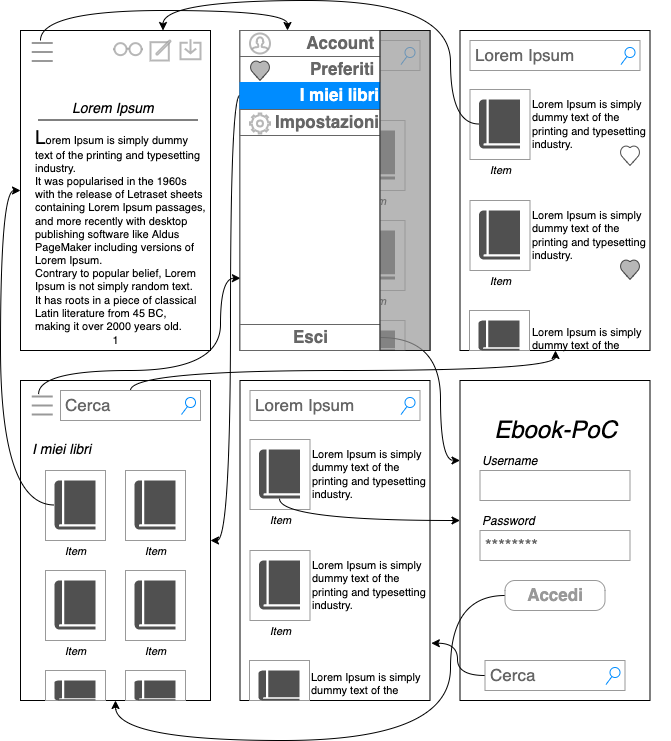 Lorem Ipsum
Lorem Ipsum is simply dummy
text of the printing and typesetting
industry.
It was popularised in the 1960s
with the release of Letraset sheets
containing Lorem Ipsum passages,
and more recently with desktop
publishing software like Aldus
PageMaker including versions of
Lorem Ipsum.
Contrary to popular belief, Lorem
Ipsum is not simply random text.
It has roots in a piece of classical
Latin literature from 45 BC,
making it over 2000 years old.
1
Account
Preferiti
I miei libri
Impostazioni
Esci
Lorem Ipsum
Lorem Ipsum is simply
dummy text of the
printing and typesetting
industry.
Item
Lorem Ipsum is simply
dummy text of the
printing and typesetting
industry.
Item
Lorem Ipsum is simply
dummy text of the
Cerca
I miei libri
Item
Item
Item
Item
Lorem Ipsum
Lorem Ipsum is simply
dummy text of the
printing and typesetting
industry.
Item
Lorem Ipsum is simply
dummy text of the
printing and typesetting
industry.
Item
Lorem Ipsum is simply
dummy text of the
Ebook-PoC
Username
Password
********
Accedi
Cerca